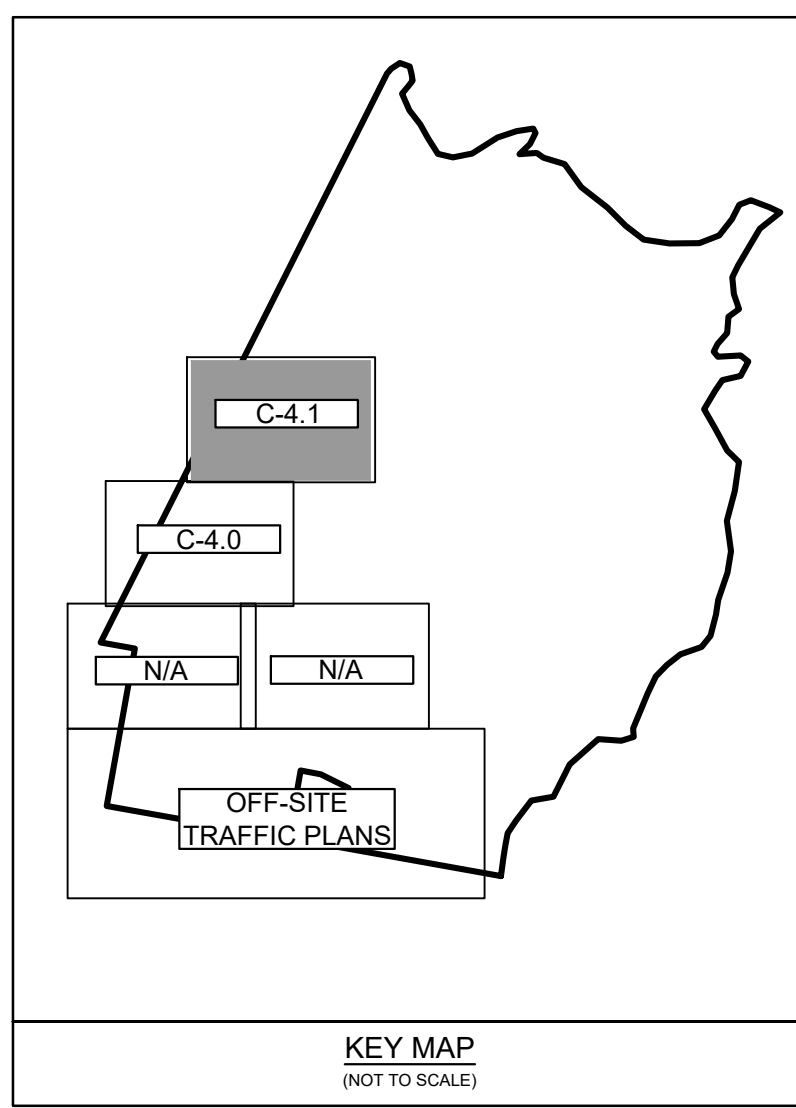 C-4.1
C-4.0
N/A
N/A
OFF-SITE
TRAFFIC PLANS
KEY MAP
(NOT TO SCALE)